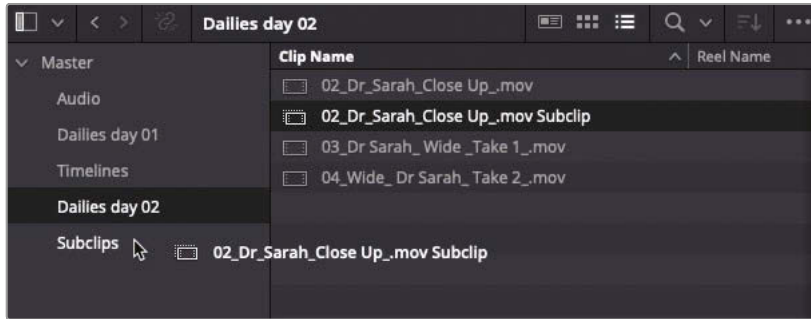 Dailies day 02
Master
Audio
Dailies day 01
Timelines
Dailies day 02
Subclips
Clip Name
Reel Name
02_Dr_Sarah_Close Up_.mov
02_Dr_Sarah_Close Up_.mov Subclip
03_Dr Sarah_ Wide _Take 1_.mov
04_Wide_ Dr Sarah_ Take 2_.mov
02_Dr_Sarah_Close Up_.mov Subclip